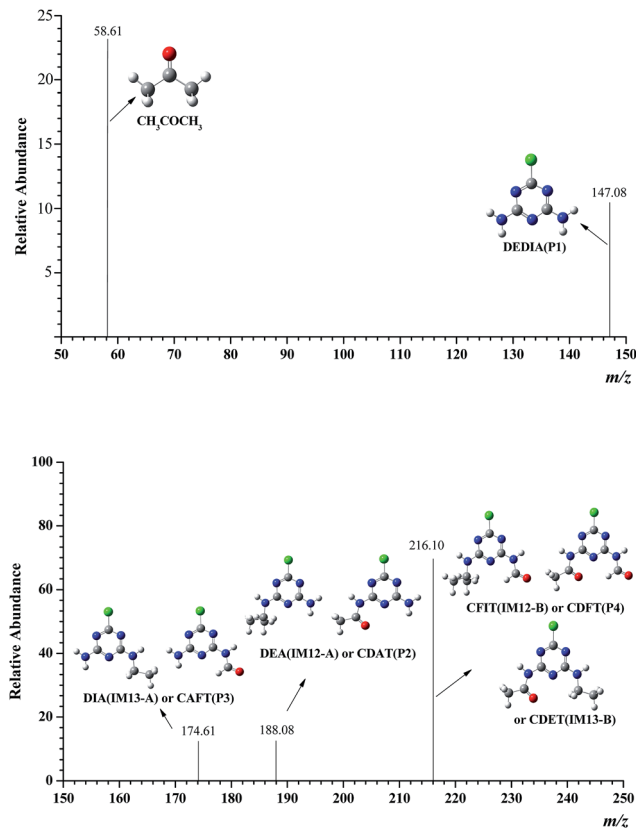 25
20
15
10
5
Relative Abundance
58.61
CH3COCH3
147.08
DEDIA(P1)
50 60 70 80 90 100 110 120 130 140 150
m/z
100
80
60
40
20
0
Relative Abundance
216.10
CFIT(IM12-B) or CDFT(P4)
DEA(IM12-A) or CDAT(P2)
DIA(IM13-A) or CAFT(P3)
or CDET(IM13-B)
174.61
188.08
150 160 170 180 190 200 210 220 230 240 250
m/z